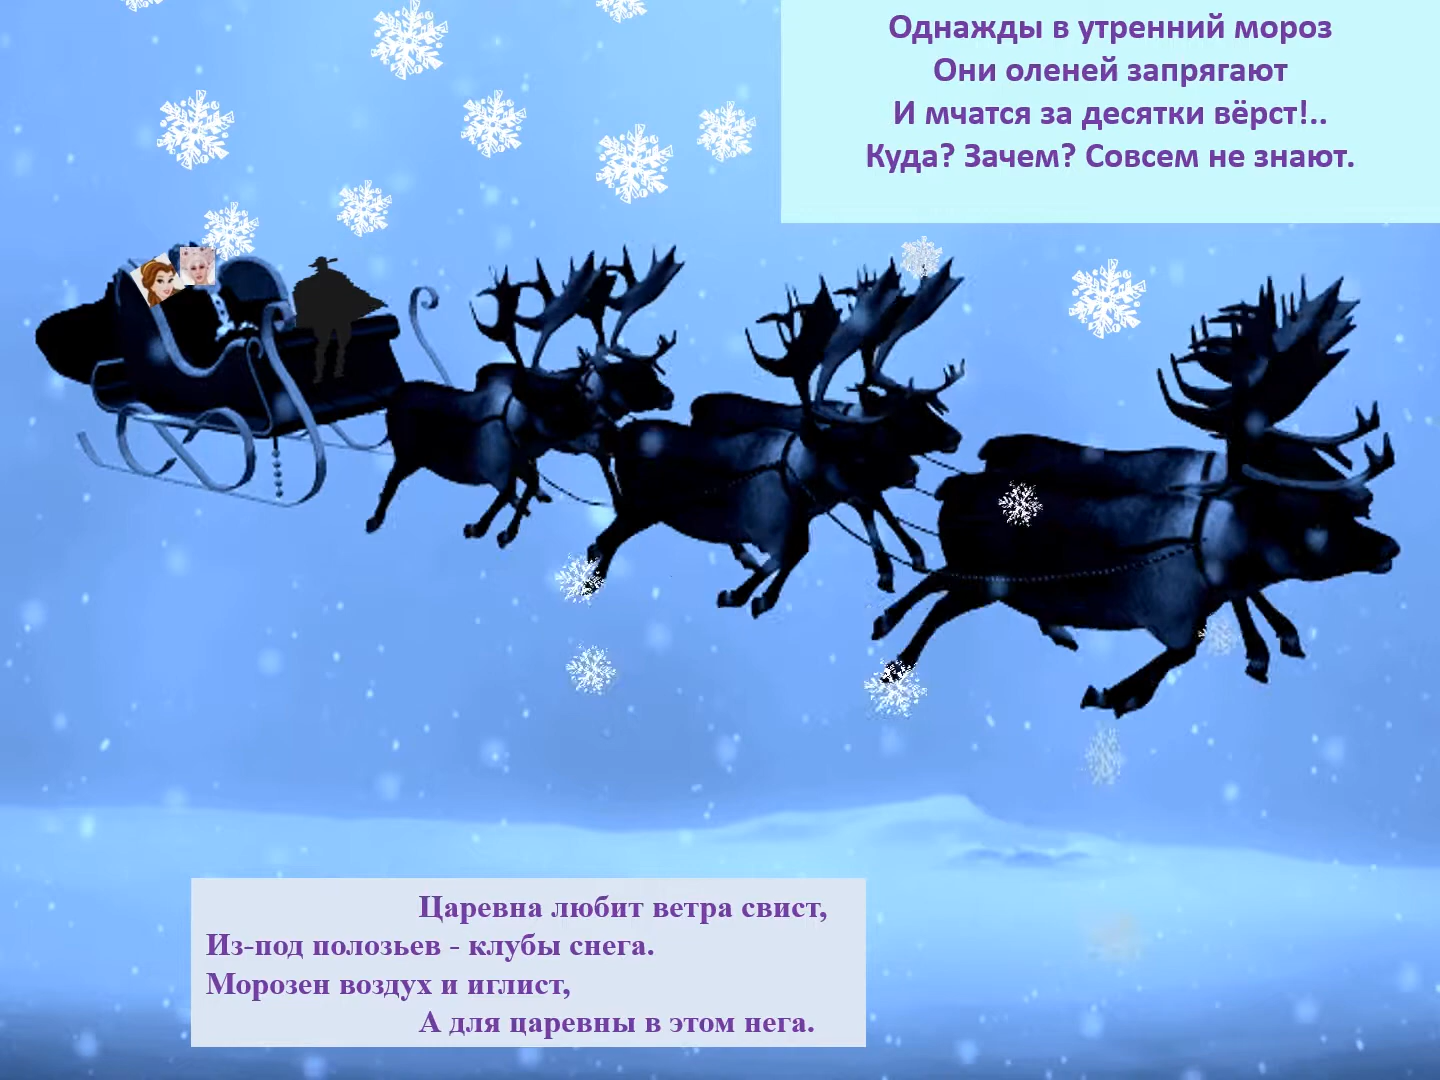 Однажды в утренний мороз
Они оленей запрягают
И мчатся за десятки вёрст!..
Куда? Зачем? Совсем не знают.
Царевна любит ветра свист,
Из-под полозьев - клубы снега.
Морозен воздух и иглист,
А для царевны в этом нега.